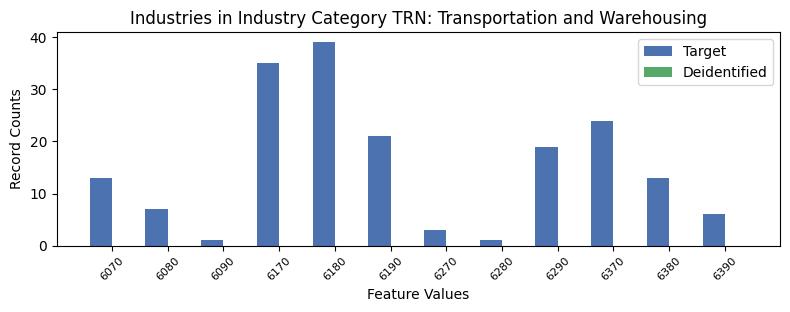 Industries in Industry Category TRN: Transportation and Warehousing
Target
Deidentified
Record Counts
40
30
20
10
0
6070 6080 6090 6170 6180 6190 6270 6280 6290 6370 6380 6390
Feature Values